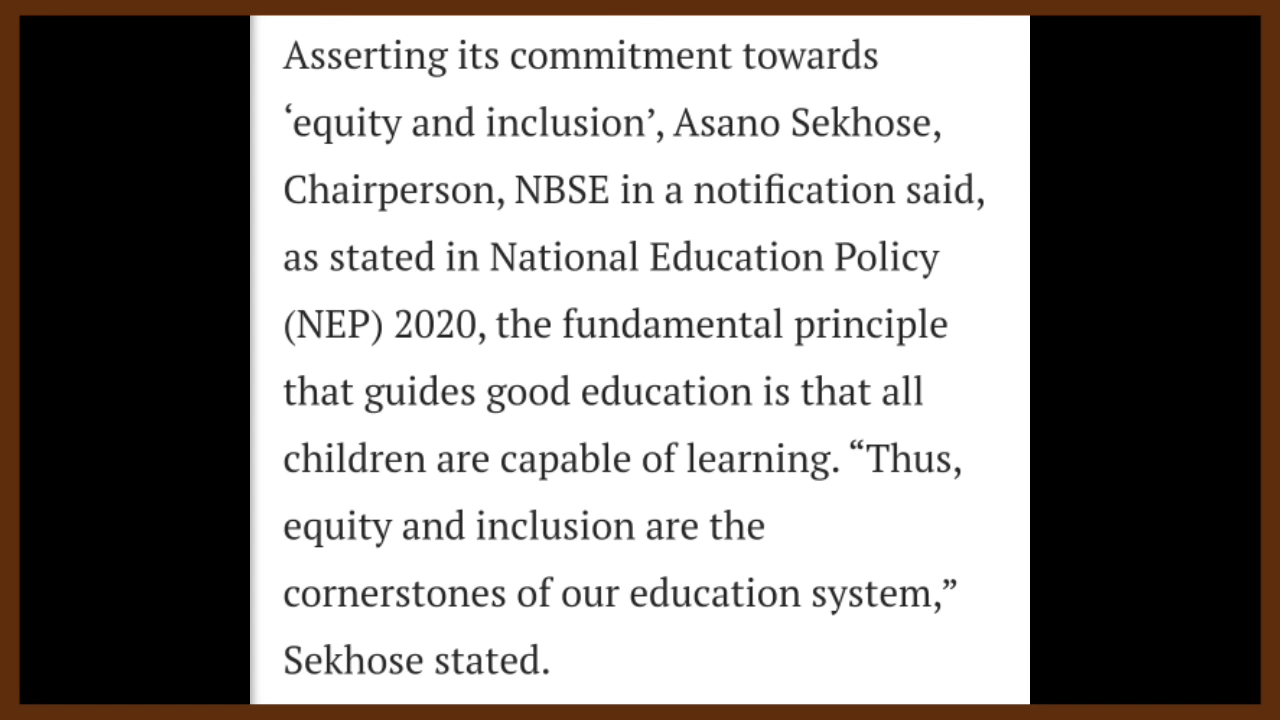 Asserting its commitment towards
‘equity and inclusion’, Asano Sekhose,
Chairperson, NBSE in a notification said,
as stated in National Education Policy
(NEP) 2020, the fundamental principle
that guides good education is that all
children are capable of learning. “Thus,
equity and inclusion are the
cornerstones of our education system,”
Sekhose stated.